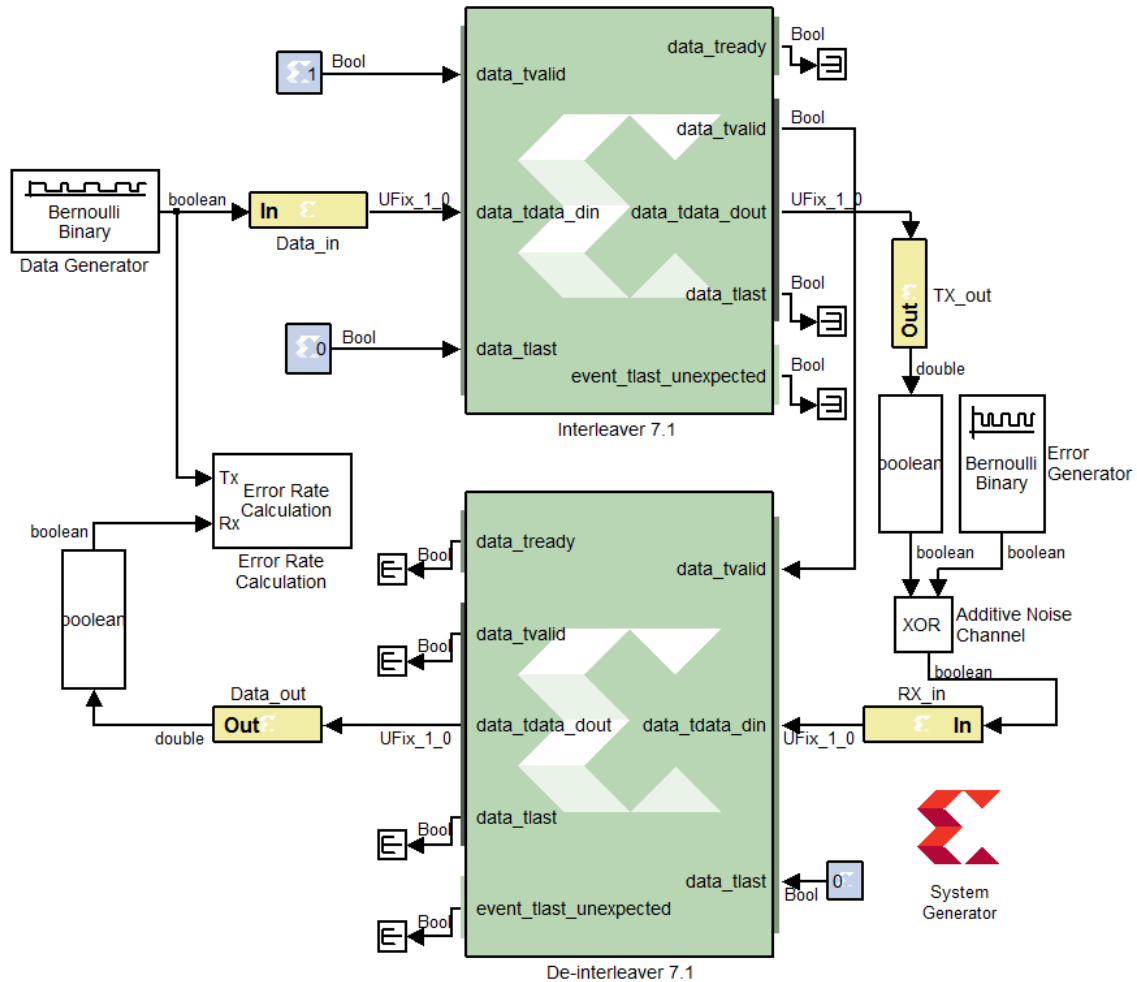 Bool
data_tready
Bool
1
data_tvalid
Bool
data_tvalid
Bernoulli
Binary
Data Generator
boolean
In
Data_in
UFix_1_0
data_tdata_din
data_tdata_dout
UFix_1_0
Bool
data_tlast
Out
TX_out
0
Bool
data_tlast
event_tlast_unexpected
Bool
double
Interleaver 7.1
boolean
Bernoulli
Binary
Error
Generator
Tx
Rx
Error Rate
Calculation
Error Rate
Calculation
boolean
boolean
boolean
boolean
data_tready
Bool
data_tvalid
XOR
Additive Noise
Channel
boolean
data_tvalid
Bool
Data_out
Out
double
UFix_1_0
data_tdata_dout
data_tdata_din
UFix_1_0
RX_in
In
data_tlast
Bool
data_tlast
Bool
0
event_tlast_unexpected
Bool
System
Generator
De-interleaver 7.1